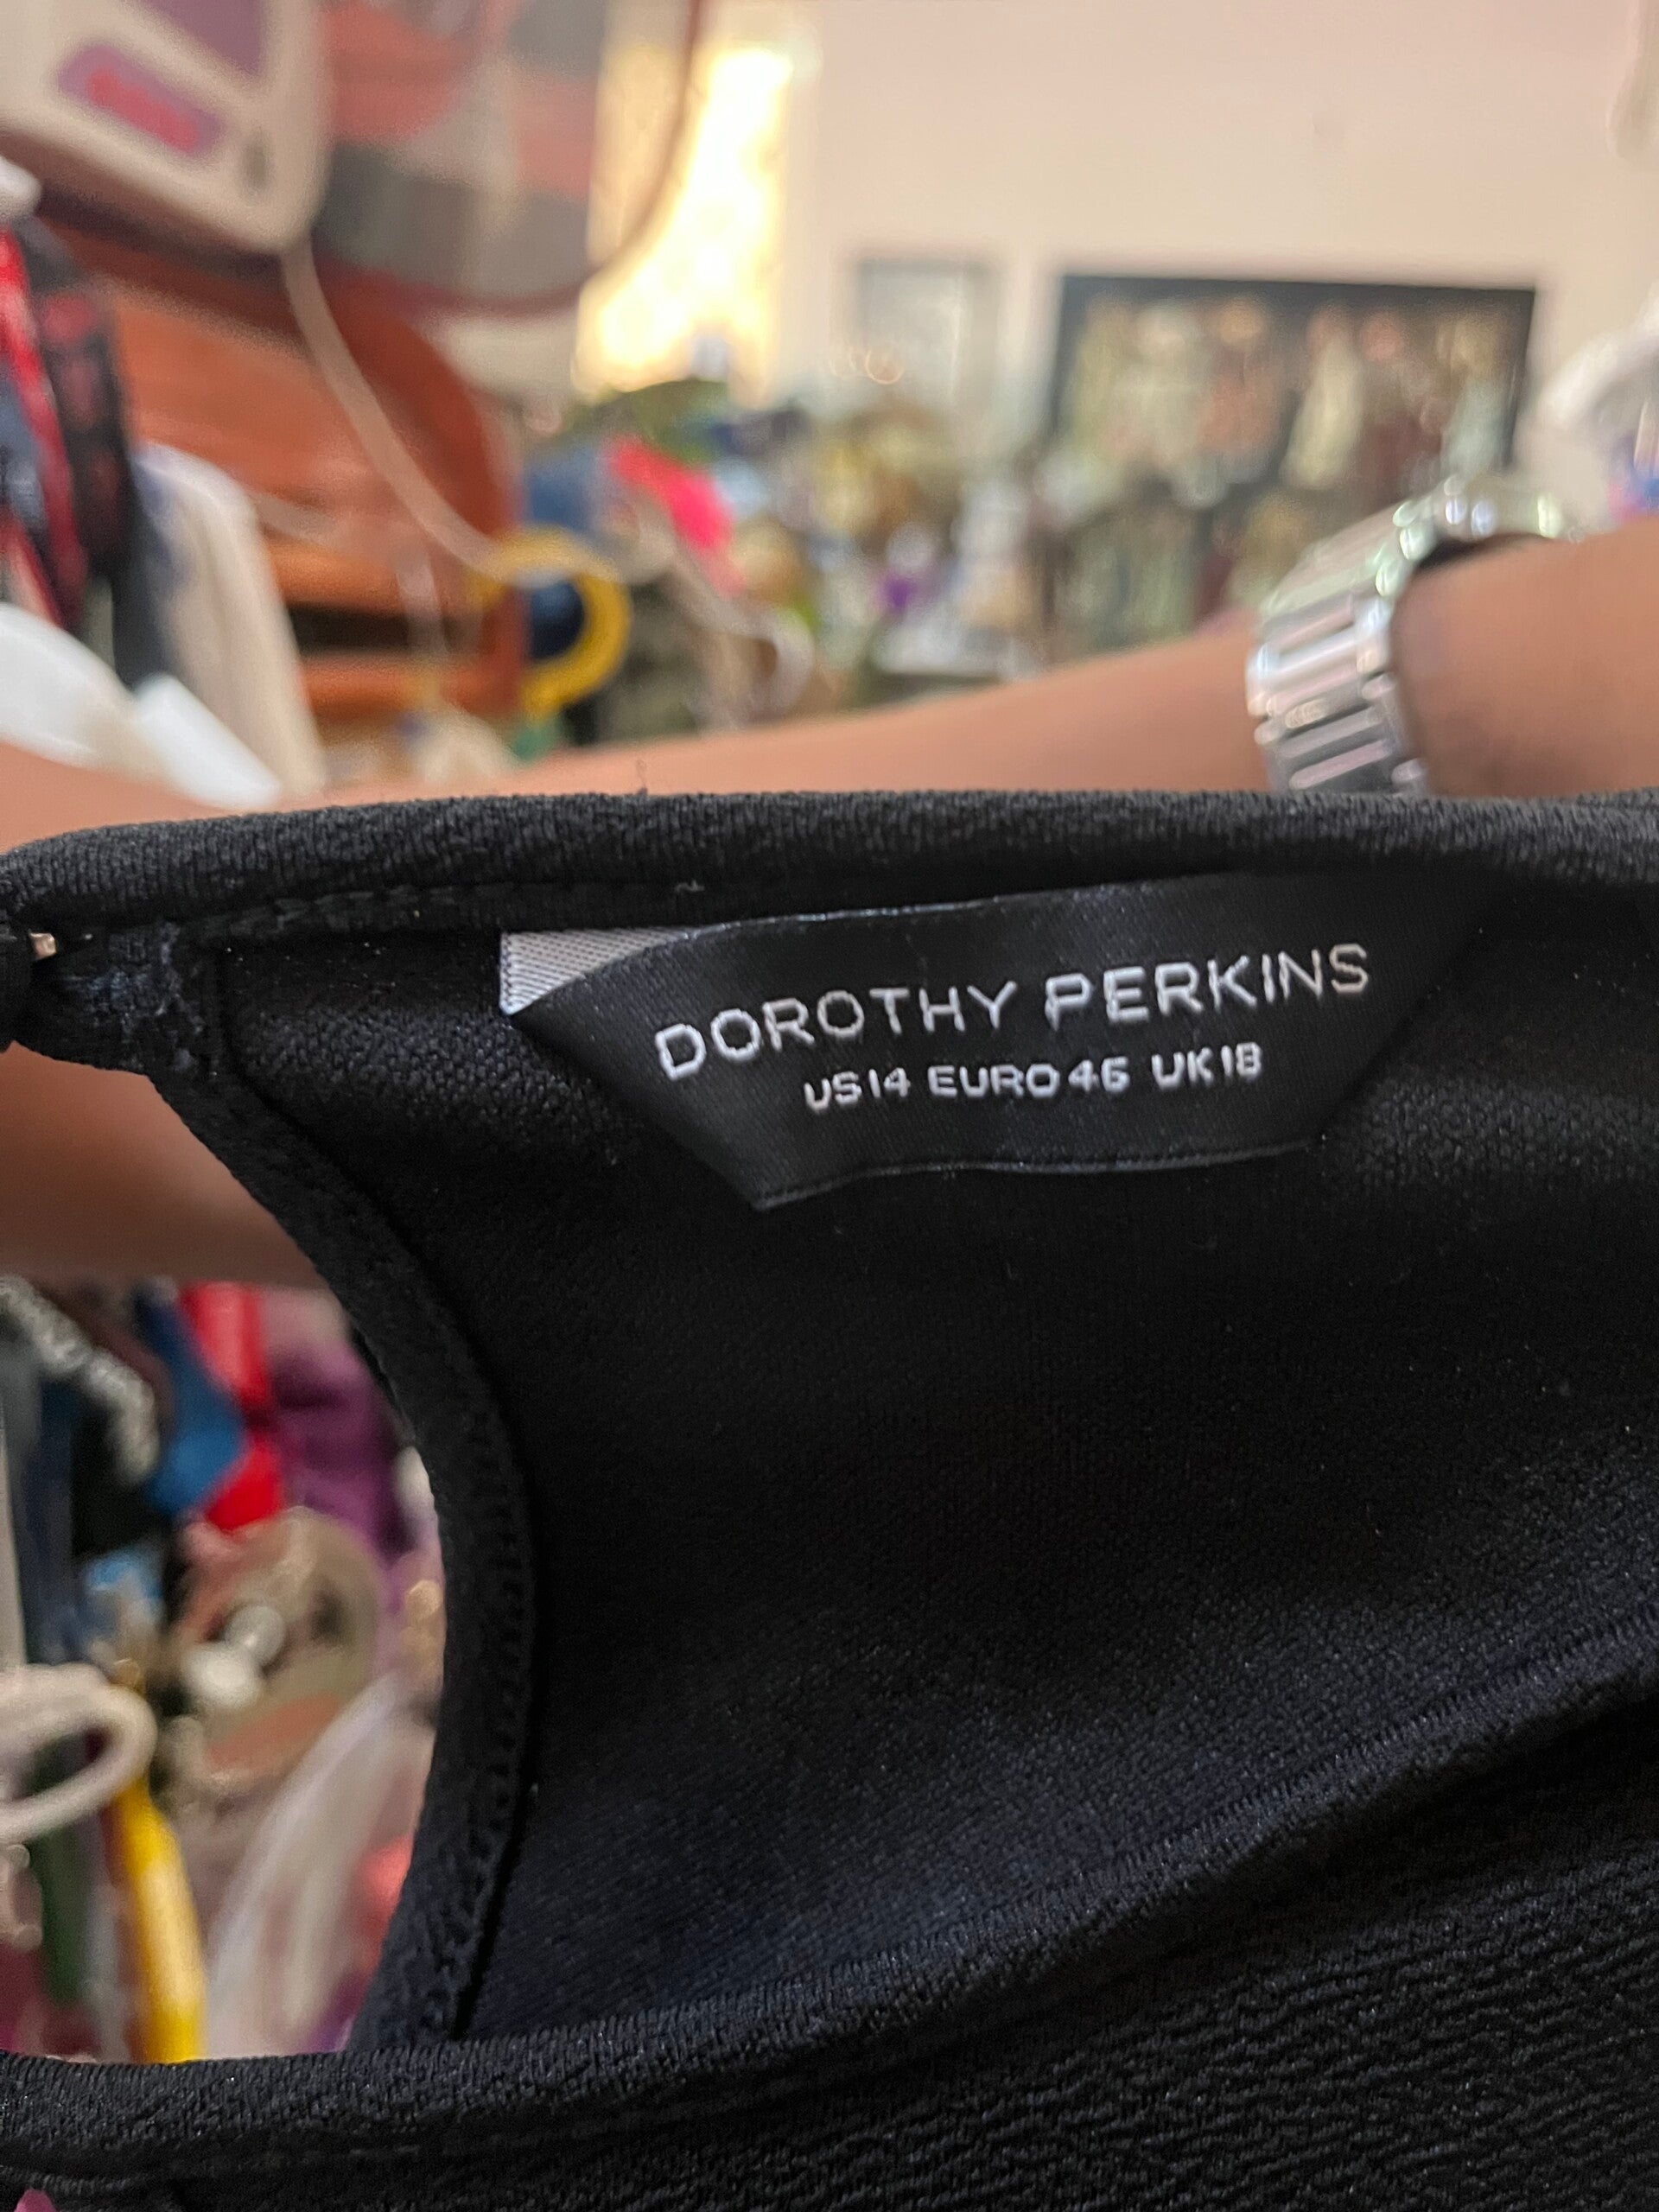 DOROTHY PERKINS
US14 EURO46 UK18